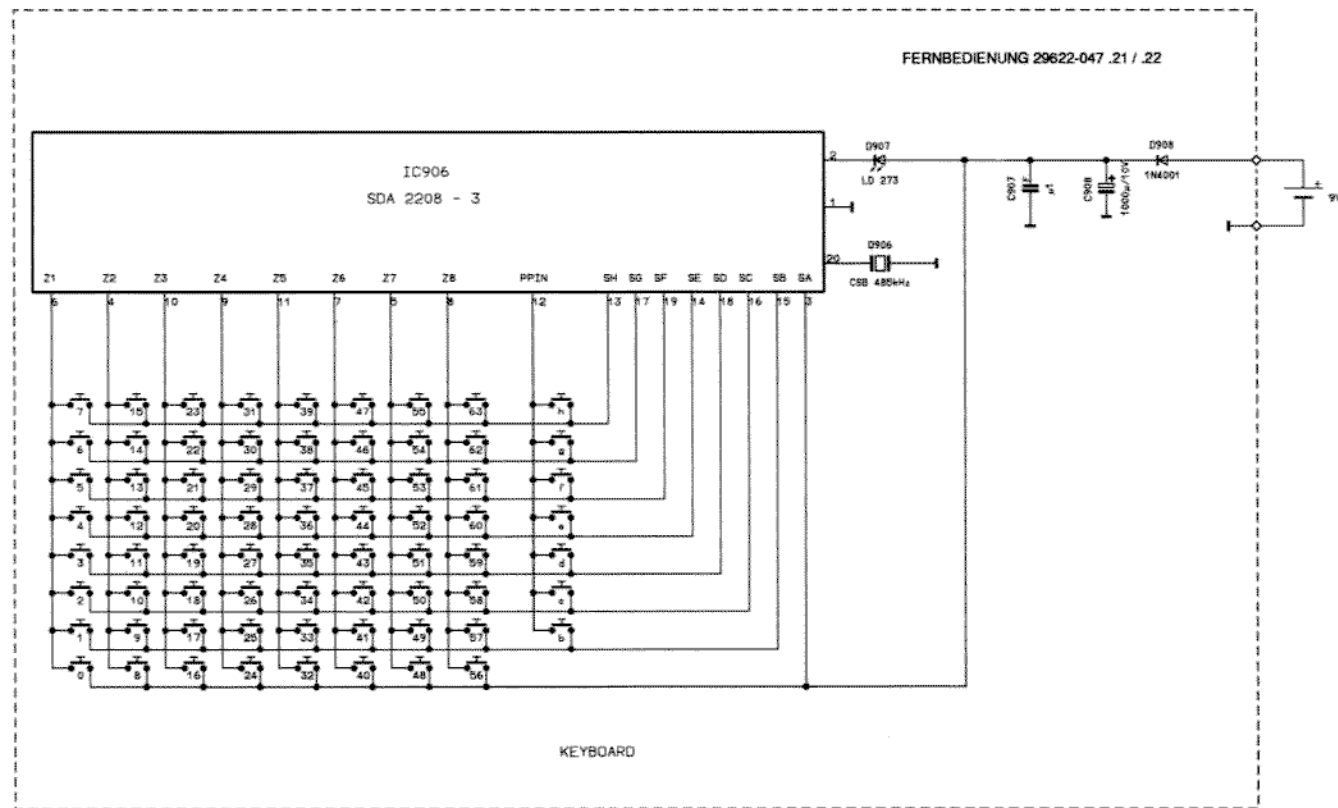 FERNBEDIENUNG 29622-047 .21 / .22
IC906
SDA 2208 - 3
2
D907
LD 273
C907
µ1
C908
1000µ/10V
D908
1N4001
+
9V
1
20
D906
CSB 485kHz
Z1 Z2 Z3 Z4 Z5 Z6 Z7 Z8 PPIN SH SG SF SE SD SC SB SA
6 4 10 9 11 7 5 8 12 13 17 19 14 18 16 15 3
7 15 23 31 39 47 55 63 h
6 14 22 30 38 46 54 62 g
5 13 21 29 37 45 53 61 f
4 12 20 28 36 44 52 60 e
3 11 19 27 35 43 51 59 d
2 10 18 26 34 42 50 58 c
1 9 17 25 33 41 49 57 b
0 8 16 24 32 40 48 56
KEYBOARD